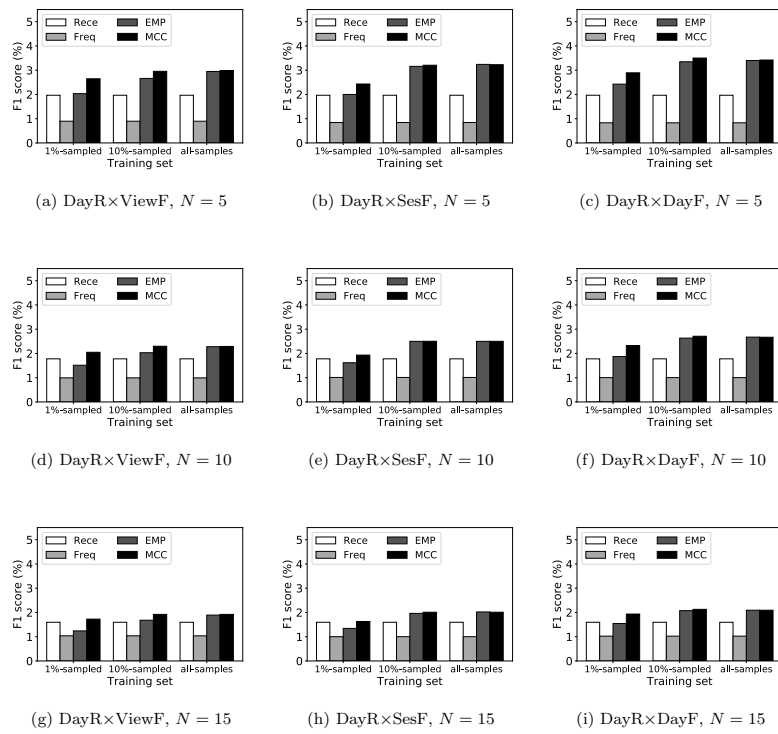 5
4
3
2
1
0
F1 score (%)
Rece
EMP
Freq
MCC
1%-sampled 10%-sampled all-samples
Training set
5
4
3
2
1
0
F1 score (%)
Rece
EMP
Freq
MCC
1%-sampled 10%-sampled all-samples
Training set
5
4
3
2
1
0
F1 score (%)
Rece
EMP
Freq
MCC
1%-sampled 10%-sampled all-samples
Training set
(a) DayR×ViewF, N = 5
(b) DayR×SesF, N = 5
(c) DayR×DayF, N = 5
5
4
3
2
1
0
F1 score (%)
Rece
EMP
Freq
MCC
1%-sampled 10%-sampled all-samples
Training set
5
4
3
2
1
0
F1 score (%)
Rece
EMP
Freq
MCC
1%-sampled 10%-sampled all-samples
Training set
5
4
3
2
1
0
F1 score (%)
Rece
EMP
Freq
MCC
1%-sampled 10%-sampled all-samples
Training set
(d) DayR×ViewF, N = 10
(e) DayR×SesF, N = 10
(f) DayR×DayF, N = 10
5
4
3
2
1
0
F1 score (%)
Rece
EMP
Freq
MCC
1%-sampled 10%-sampled all-samples
Training set
5
4
3
2
1
0
F1 score (%)
Rece
EMP
Freq
MCC
1%-sampled 10%-sampled all-samples
Training set
5
4
3
2
1
0
F1 score (%)
Rece
EMP
Freq
MCC
1%-sampled 10%-sampled all-samples
Training set
(g) DayR×ViewF, N = 15
(h) DayR×SesF, N = 15
(i) DayR×DayF, N = 15